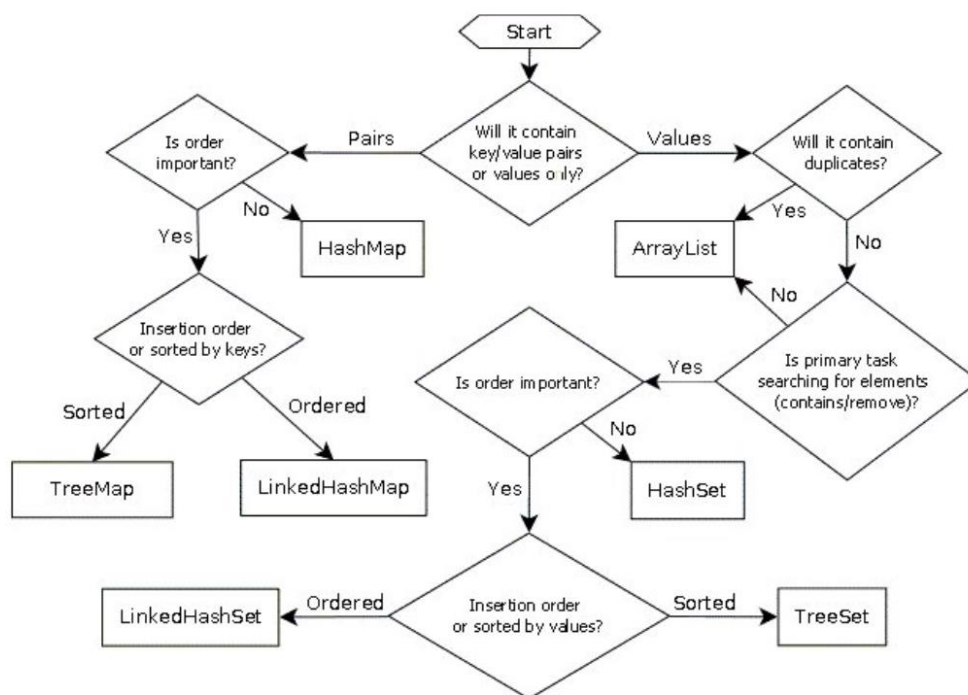 Start
Will it contain
key/value pairs
or values only?
Pairs
Values
Is order
important?
Will it contain
duplicates?
No
Yes
Yes
No
HashMap
ArrayList
No
Insertion order
or sorted by keys?
Is primary task
searching for elements
(contains/remove)?
Yes
Is order important?
Sorted
Ordered
No
TreeMap
LinkedHashMap
HashSet
Yes
Insertion order
or sorted by values?
Ordered
Sorted
LinkedHashSet
TreeSet